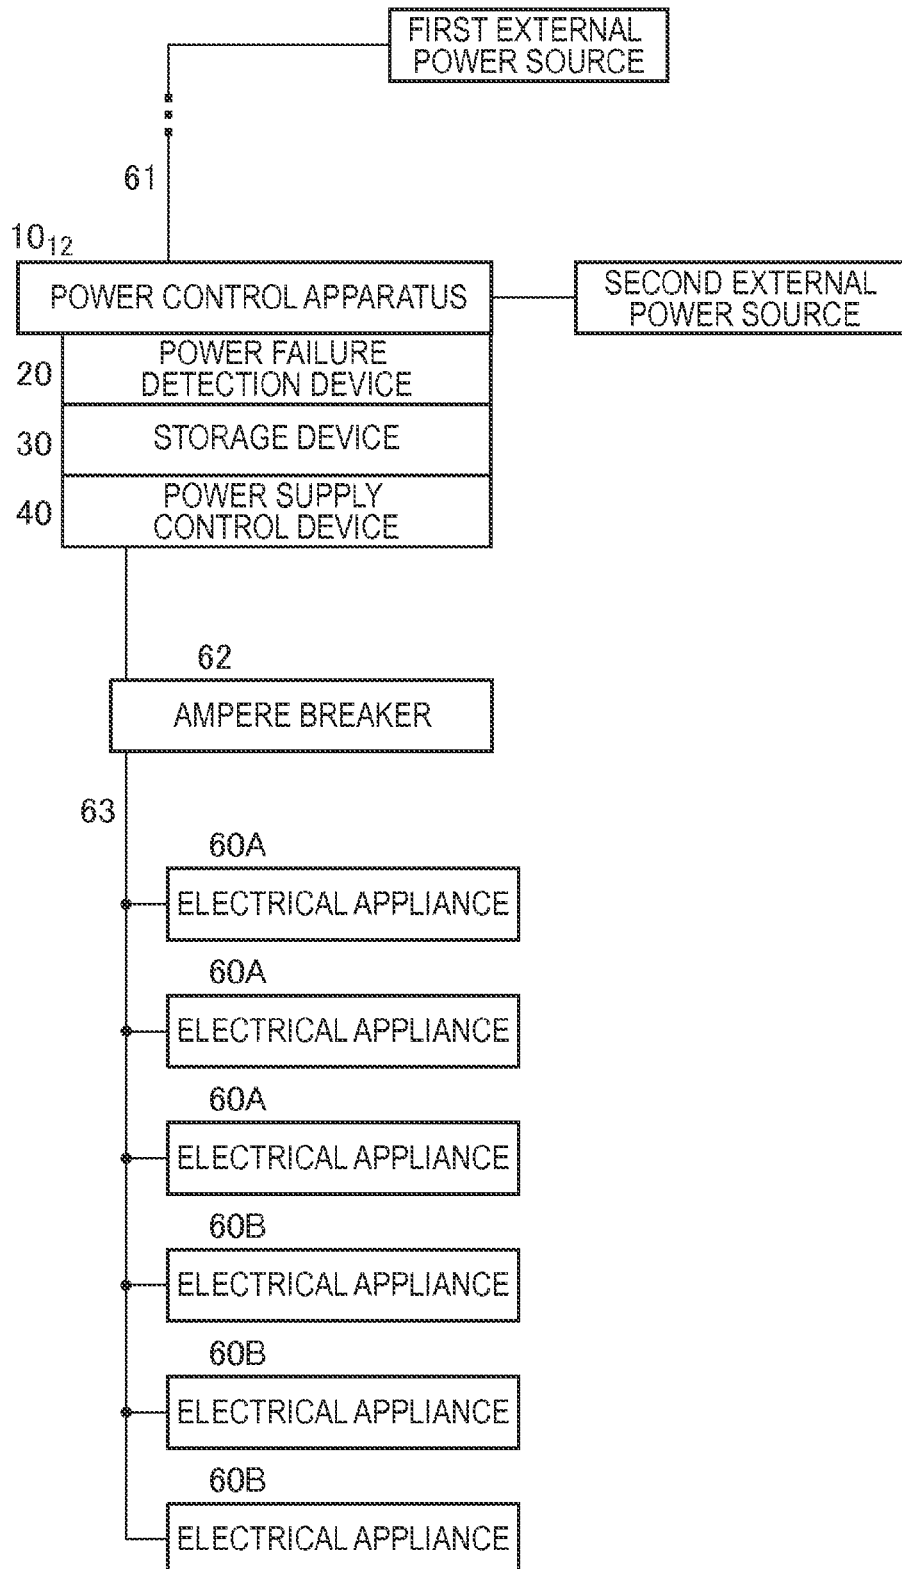 FIRST EXTERNAL
POWER SOURCE
61
10₁₂
POWER CONTROL APPARATUS
SECOND EXTERNAL
POWER SOURCE
20
POWER FAILURE
DETECTION DEVICE
30
STORAGE DEVICE
40
POWER SUPPLY
CONTROL DEVICE
62
AMPERE BREAKER
63
60A
ELECTRICAL APPLIANCE
60A
ELECTRICAL APPLIANCE
60A
ELECTRICAL APPLIANCE
60B
ELECTRICAL APPLIANCE
60B
ELECTRICAL APPLIANCE
60B
ELECTRICAL APPLIANCE